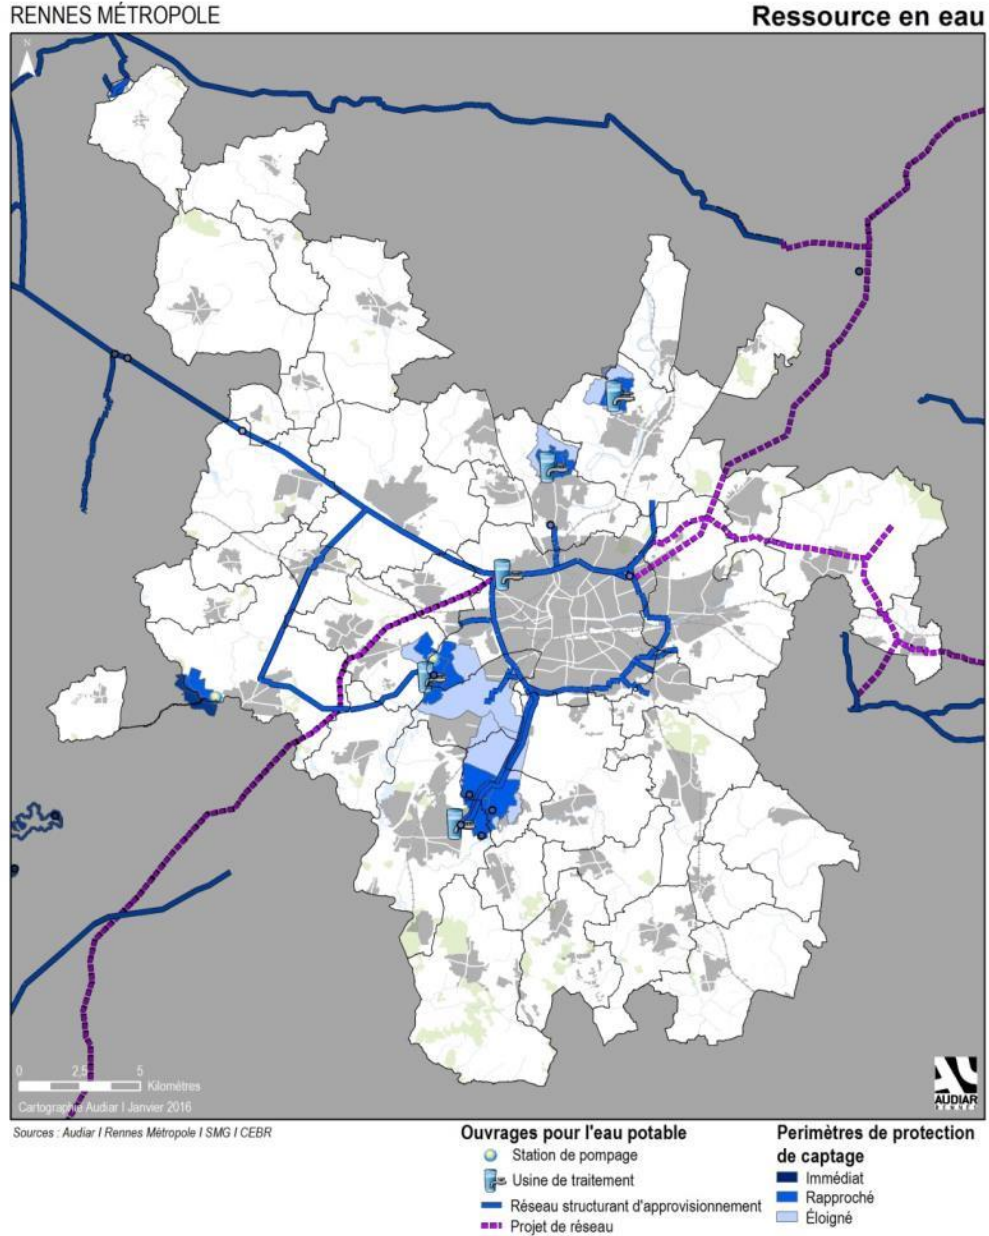 RENNES MÉTROPOLE
Ressource en eau
N
0 2,5 5
Kilomètres
Cartographie Audiar I Janvier 2016
AUDIAR
RENNES
Sources : Audiar I Rennes Métropole I SMG I CEBR
Ouvrages pour l'eau potable
Station de pompage
Usine de traitement
Réseau structurant d'approvisionnement
Projet de réseau
Perimètres de protection
de captage
Immédiat
Rapproché
Éloigné